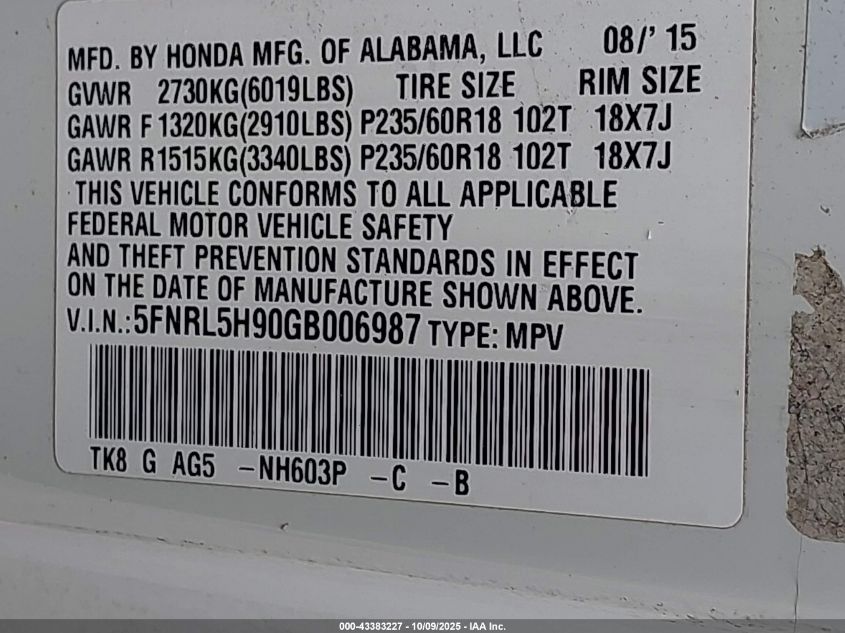 MFD. BY HONDA MFG. OF ALABAMA, LLC 08/' 15
GVWR 2730KG(6019LBS) TIRE SIZE RIM SIZE
GAWR F 1320KG(2910LBS) P235/60R18 102T 18X7J
GAWR R1515KG(3340LBS) P235/60R18 102T 18X7J
THIS VEHICLE CONFORMS TO ALL APPLICABLE
FEDERAL MOTOR VEHICLE SAFETY
AND THEFT PREVENTION STANDARDS IN EFFECT
ON THE DATE OF MANUFACTURE SHOWN ABOVE.
V.I.N.:5FNRL5H90GB006987 TYPE: MPV
TK8 G AG5 -NH603P -C -B
000-43383227 - 10/09/2025 - IAA Inc.